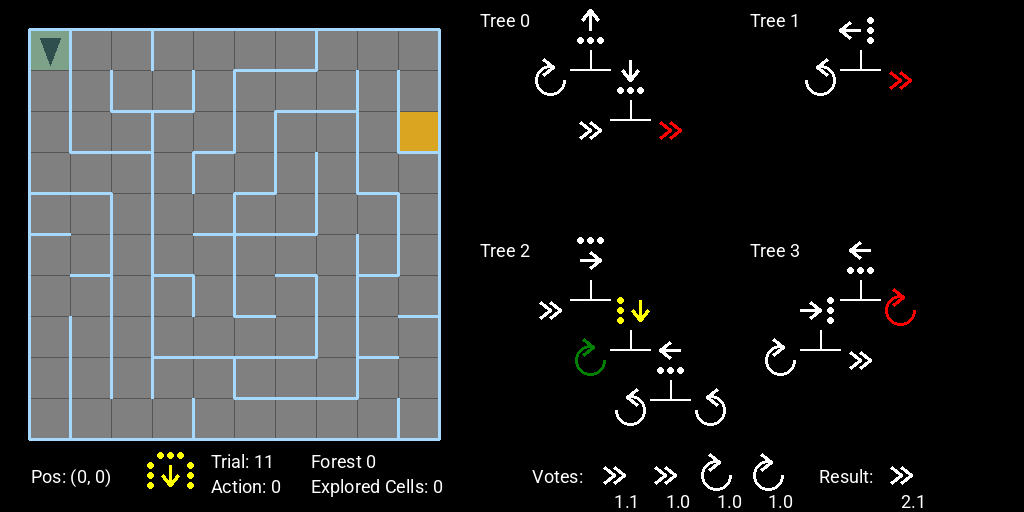 Tree 0
Tree 1
Tree 2
Tree 3
Pos: (0, 0)
Trial: 11
Forest 0
Action: 0
Explored Cells: 0
Votes:
Result:
1.1
1.0
1.0
1.0
2.1